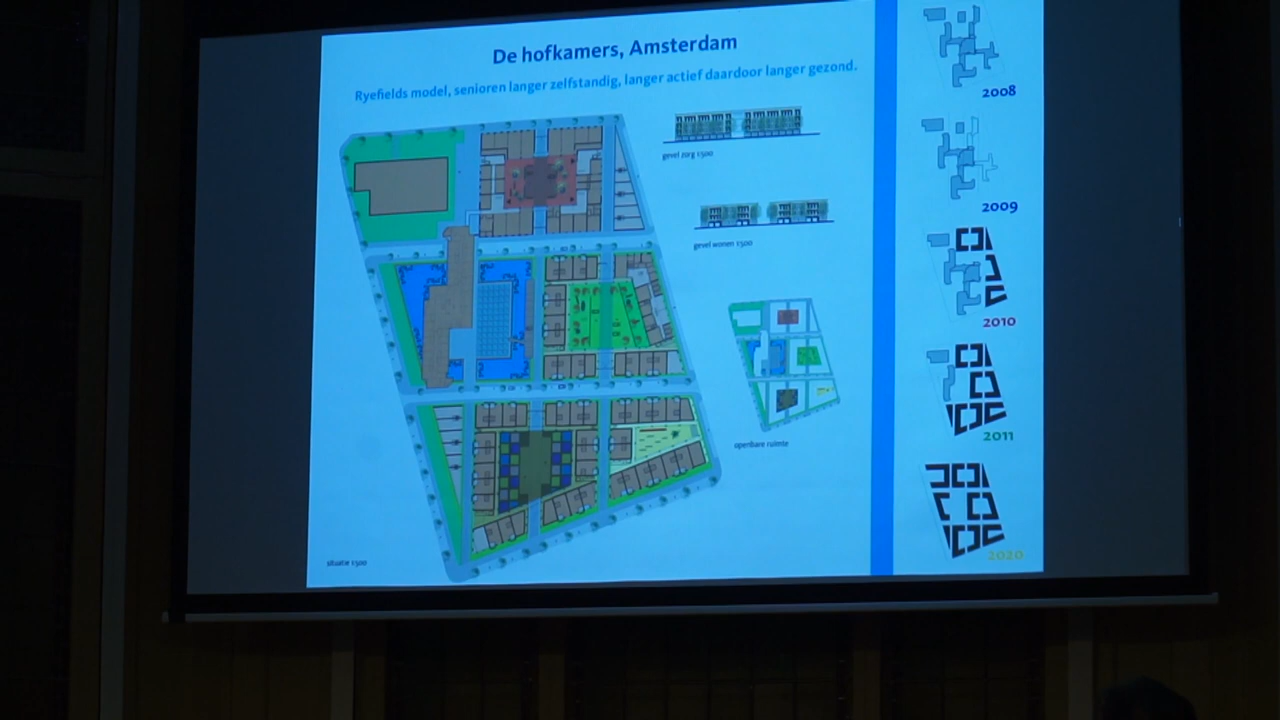 De hofkamers, Amsterdam
Ryefields model, senioren langer zelfstandig, langer actief daardoor langer gezond.
gevel zorg 1:500
gevel wonen 1:500
openbare ruimte
situatie 1:500
2008
2009
2010
2011
2020